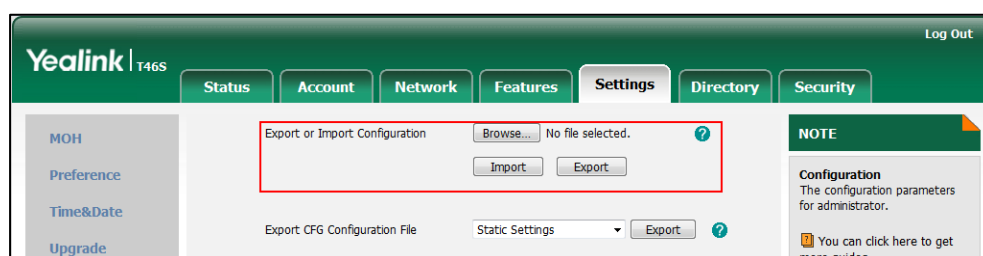 Log Out
Yealink | T46S
Status Account Network Features Settings Directory Security
MOH
Preference
Time&Date
Upgrade
Export or Import Configuration Browse... No file selected. ?
Import Export
Export CFG Configuration File Static Settings Export ?
NOTE
Configuration
The configuration parameters
for administrator.
? You can click here to get
more guides